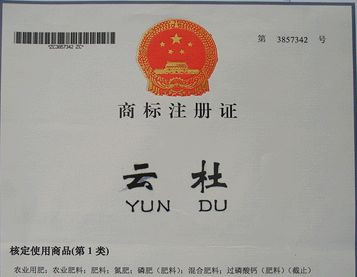 *ZC3857342 ZC*
第 3857342 号
商标注册证
云杜
YUN DU
核定使用商品(第 1 类)
农业用肥；农业肥料；肥料；氮肥；磷肥（肥料）；混合肥料；过磷酸钙（肥料）（截止）